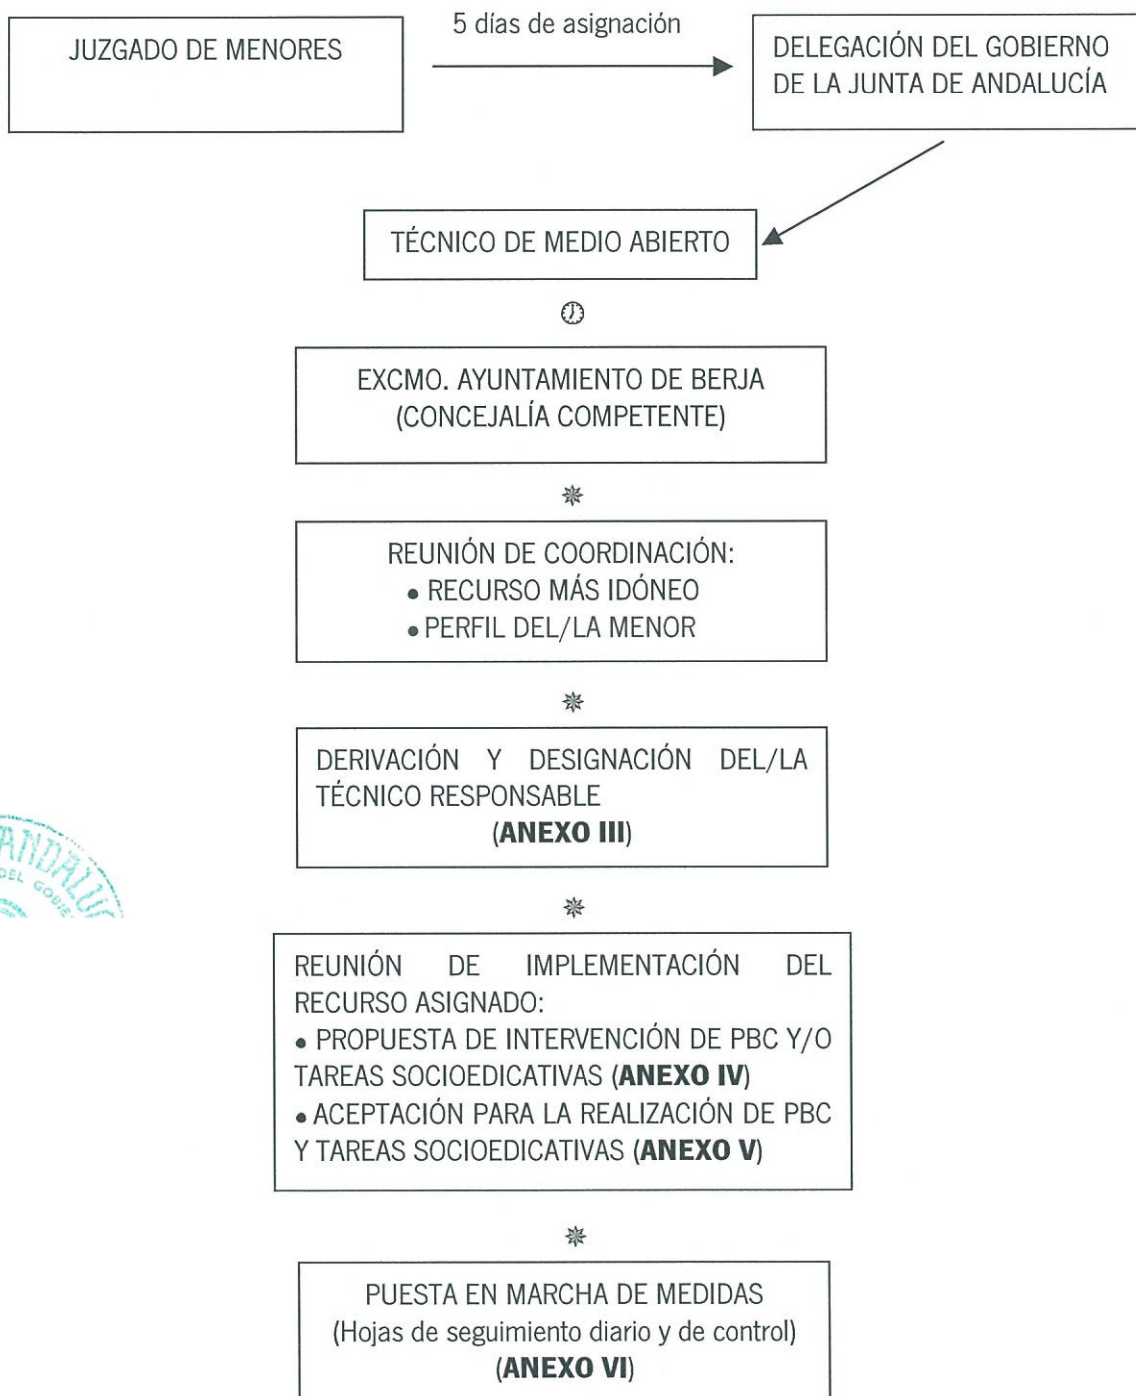 5 días de asignación
JUZGADO DE MENORES
DELEGACIÓN DEL GOBIERNO
DE LA JUNTA DE ANDALUCÍA
TÉCNICO DE MEDIO ABIERTO
EXCMO. AYUNTAMIENTO DE BERJA
(CONCEJALÍA COMPETENTE)
REUNIÓN DE COORDINACIÓN:
• RECURSO MÁS IDÓNEO
• PERFIL DEL/LA MENOR
DERIVACIÓN Y DESIGNACIÓN DEL/LA
TÉCNICO RESPONSABLE
(ANEXO III)
REUNIÓN DE IMPLEMENTACIÓN DEL
RECURSO ASIGNADO:
• PROPUESTA DE INTERVENCIÓN DE PBC Y/O
TAREAS SOCIOEDICATIVAS (ANEXO IV)
• ACEPTACIÓN PARA LA REALIZACIÓN DE PBC
Y TAREAS SOCIOEDICATIVAS (ANEXO V)
PUESTA EN MARCHA DE MEDIDAS
(Hojas de seguimiento diario y de control)
(ANEXO VI)